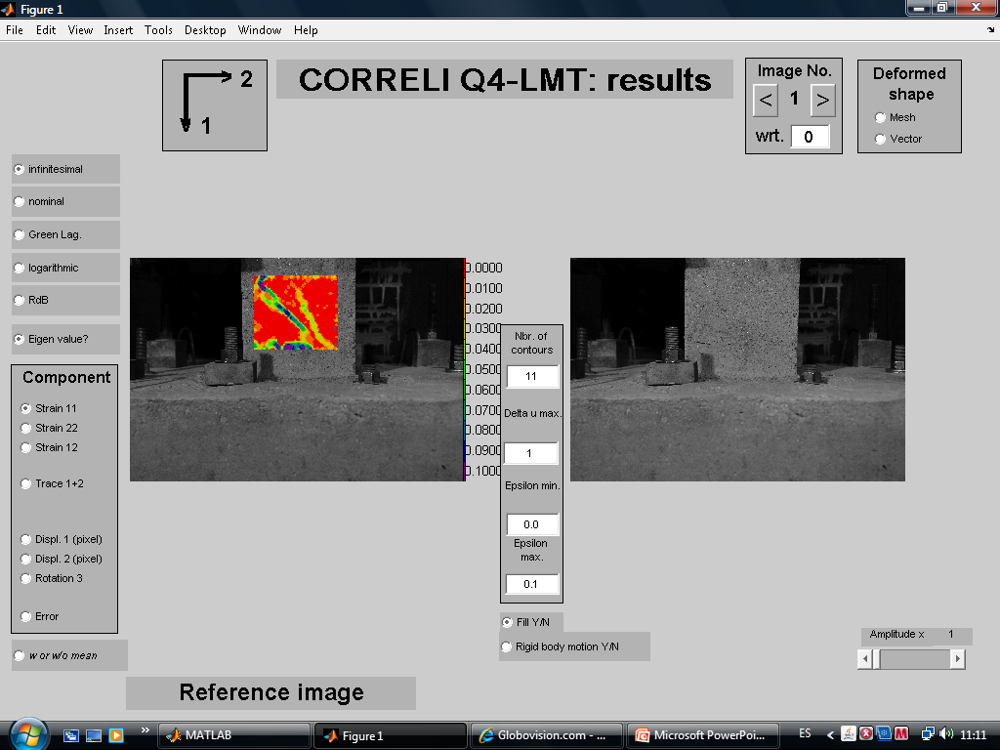 Figure 1
File Edit View Insert Tools Desktop Window Help
2
1
CORRELI Q4-LMT: results
Image No.
< 1 >
wrt. 0
Deformed
shape
Mesh
Vector
infinitesimal
nominal
Green Lag.
logarithmic
RdB
Eigen value?
Component
Strain 11
Strain 22
Strain 12
Trace 1+2
Displ. 1 (pixel)
Displ. 2 (pixel)
Rotation 3
Error
w or w/o mean
0.0000
0.0100
0.0200
0.0300
0.0400
0.0500
0.0600
0.0700
0.0800
0.0900
0.1000
Nbr. of
contours
11
Delta u max.
1
Epsilon min.
0.0
Epsilon
max.
0.1
Fill Y/N
Rigid body motion Y/N
Amplitude x 1
Reference image
» MATLAB Figure 1 Globovision.com - ... Microsoft PowerPoi... ES < 11:11